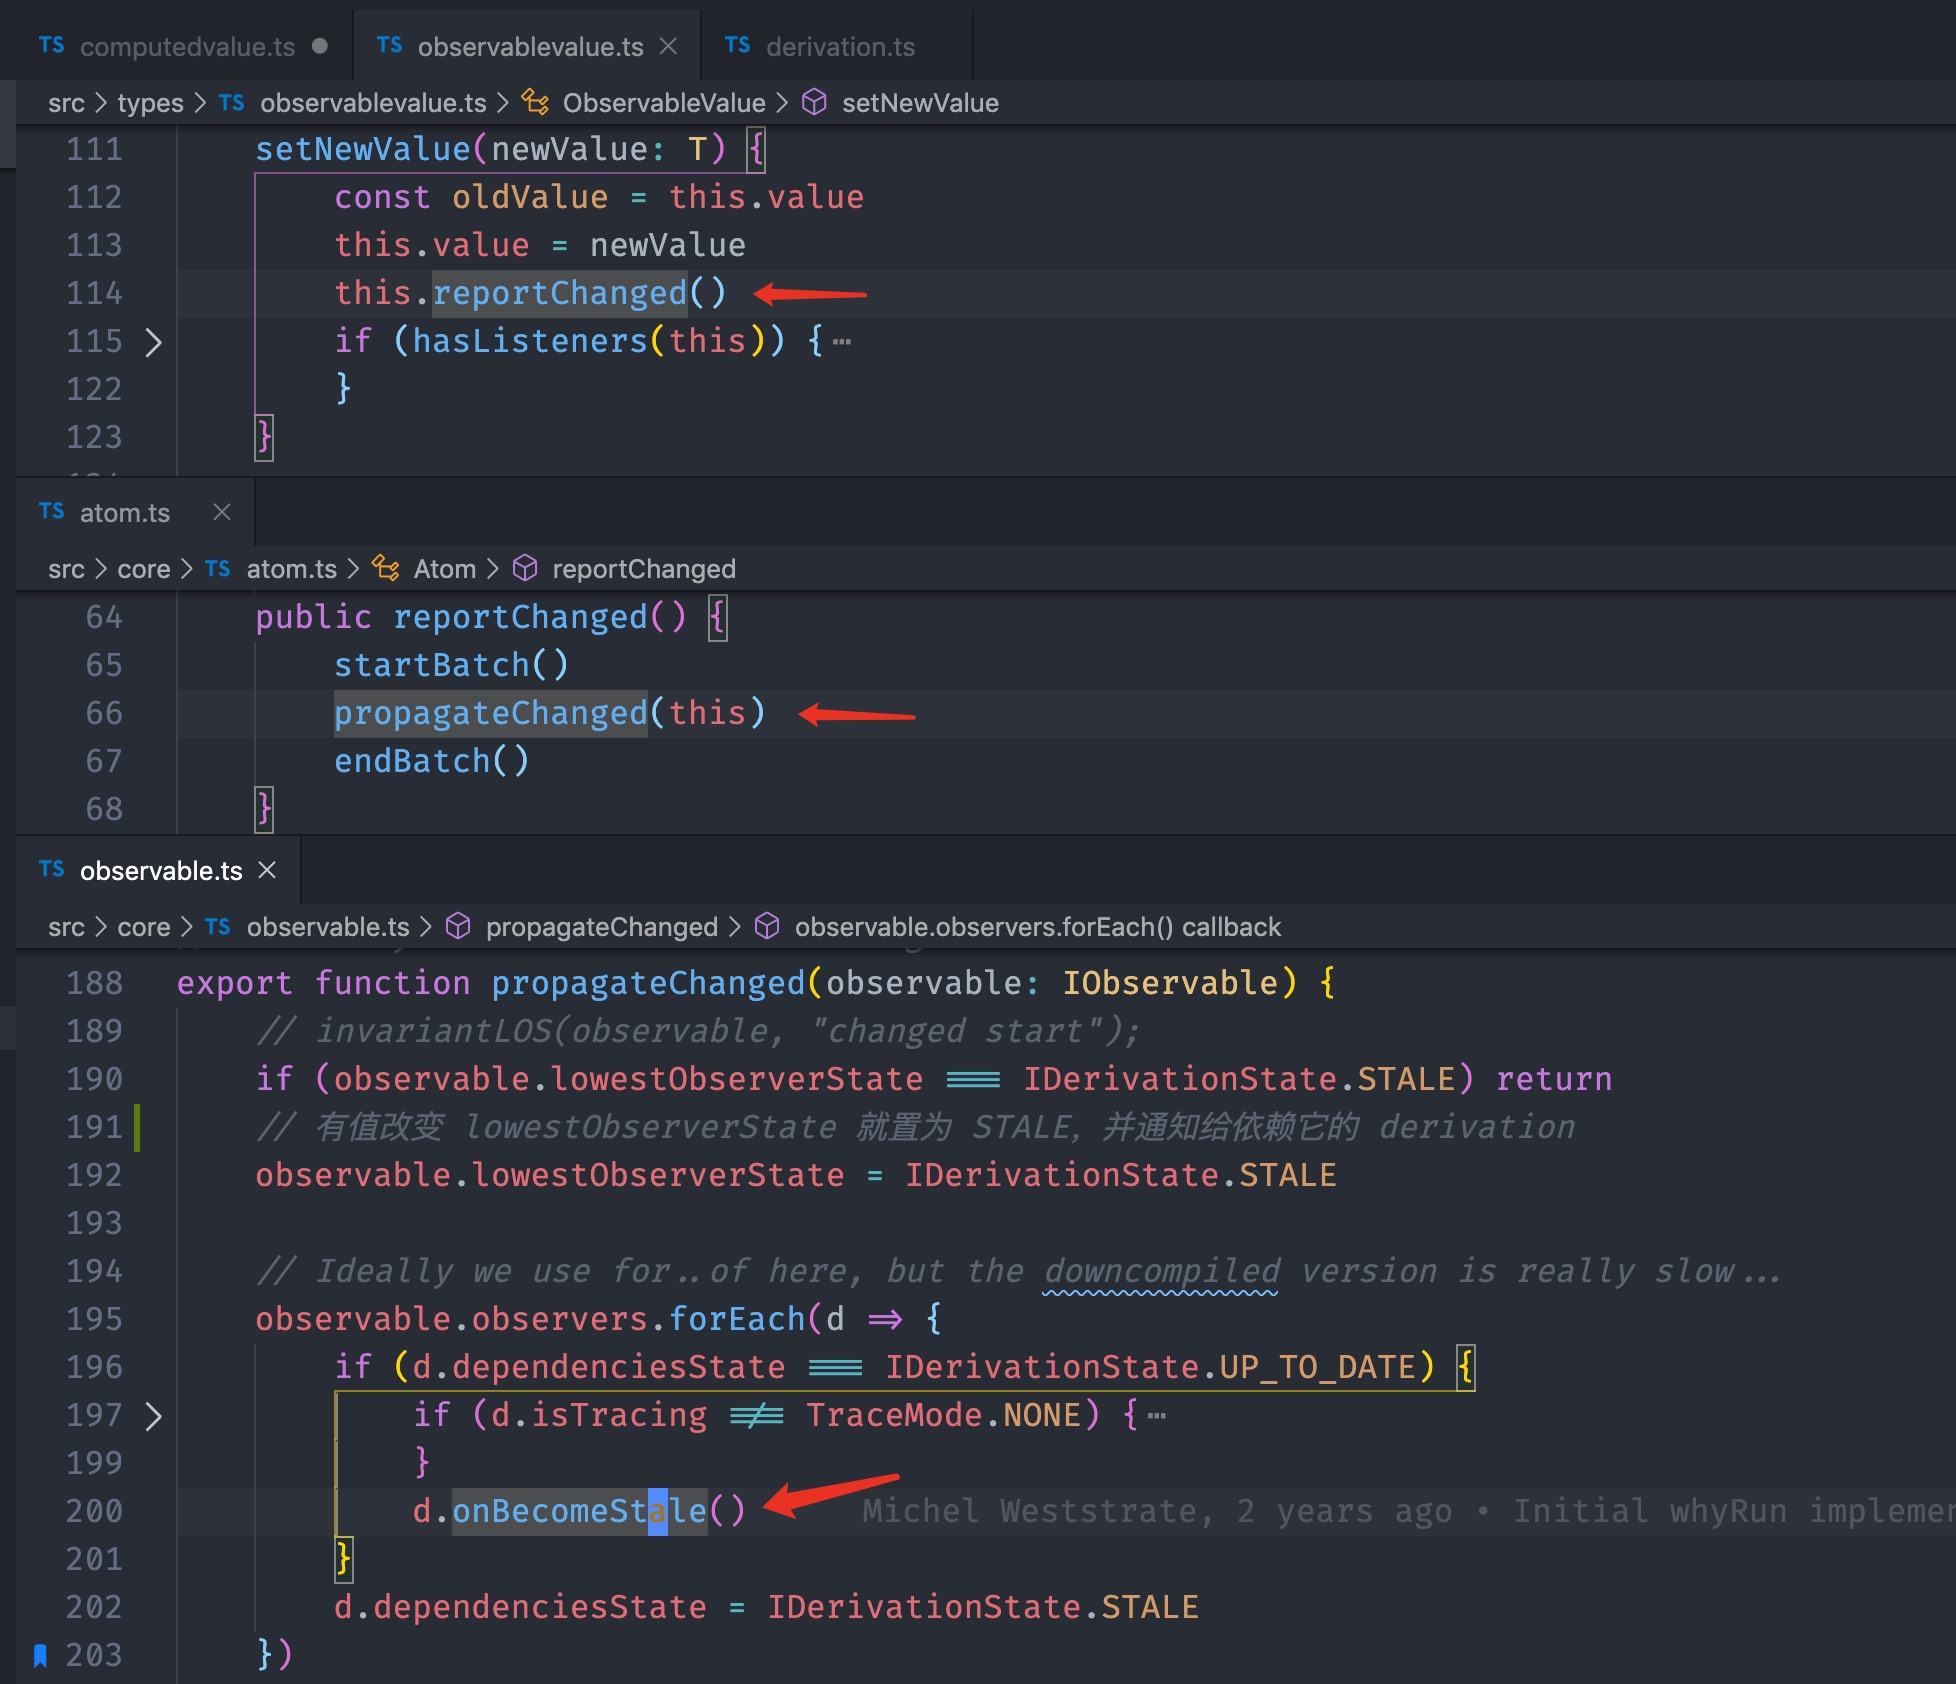 TS computedvalue.ts ● TS observablevalue.ts × TS derivation.ts
src > types > TS observablevalue.ts > ObservableValue > setNewValue
111 setNewValue(newValue: T) {
112 const oldValue = this.value
113 this.value = newValue
114 this.reportChanged()
115 if (hasListeners(this)) { ⋯
122 }
123 }
TS atom.ts ×
src > core > TS atom.ts > Atom > reportChanged
64 public reportChanged() {
65 startBatch()
66 propagateChanged(this)
67 endBatch()
68 }
TS observable.ts ×
src > core > TS observable.ts > propagateChanged > observable.observers.forEach() callback
188 export function propagateChanged(observable: IObservable) {
189 // invariantLOS(observable, "changed start");
190 if (observable.lowestObserverState === IDerivationState.STALE) return
191 // 有值改变 lowestObserverState 就置为 STALE，并通知给依赖它的 derivation
192 observable.lowestObserverState = IDerivationState.STALE
193
194 // Ideally we use for..of here, but the downcompiled version is really slow...
195 observable.observers.forEach(d => {
196 if (d.dependenciesState === IDerivationState.UP_TO_DATE) {
197 if (d.isTracing !== TraceMode.NONE) { ⋯
199 }
200 d.onBecomeStale() Michel Weststrate, 2 years ago • Initial whyRun implemen
201 }
202 d.dependenciesState = IDerivationState.STALE
203 })